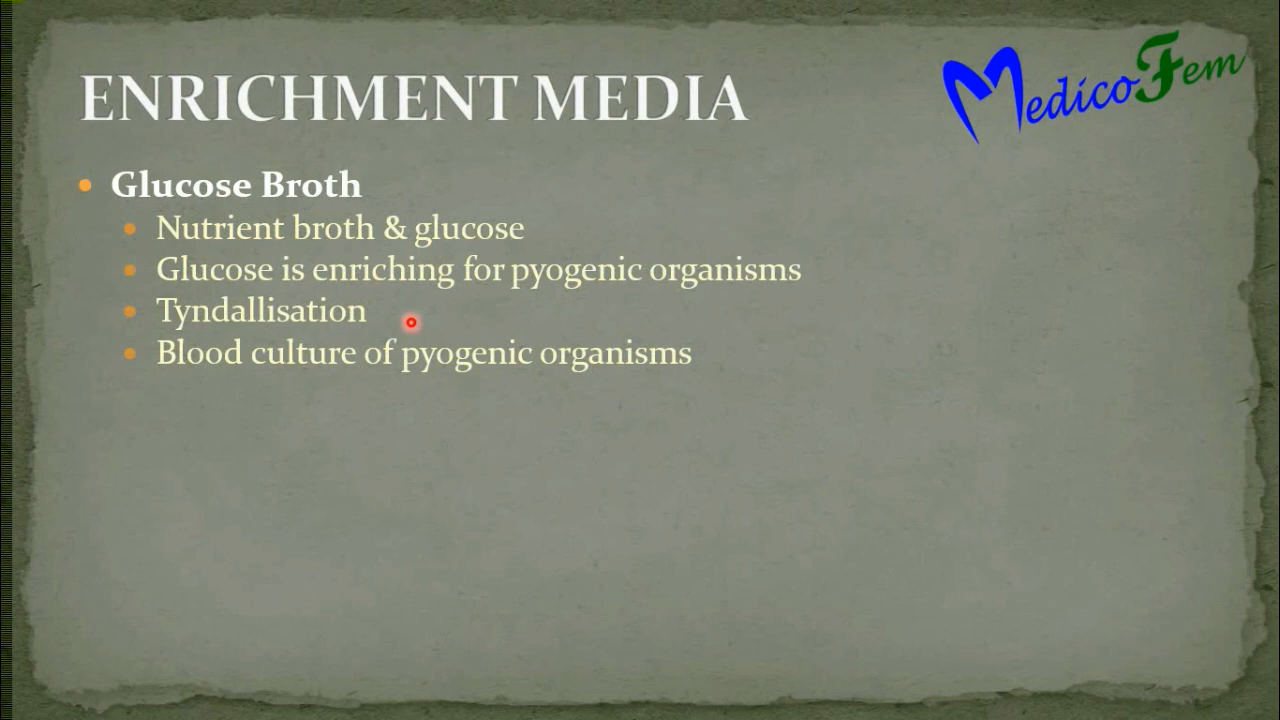 MedicoFem
ENRICHMENT MEDIA
Glucose Broth
Nutrient broth & glucose
Glucose is enriching for pyogenic organisms
Tyndallisation
Blood culture of pyogenic organisms